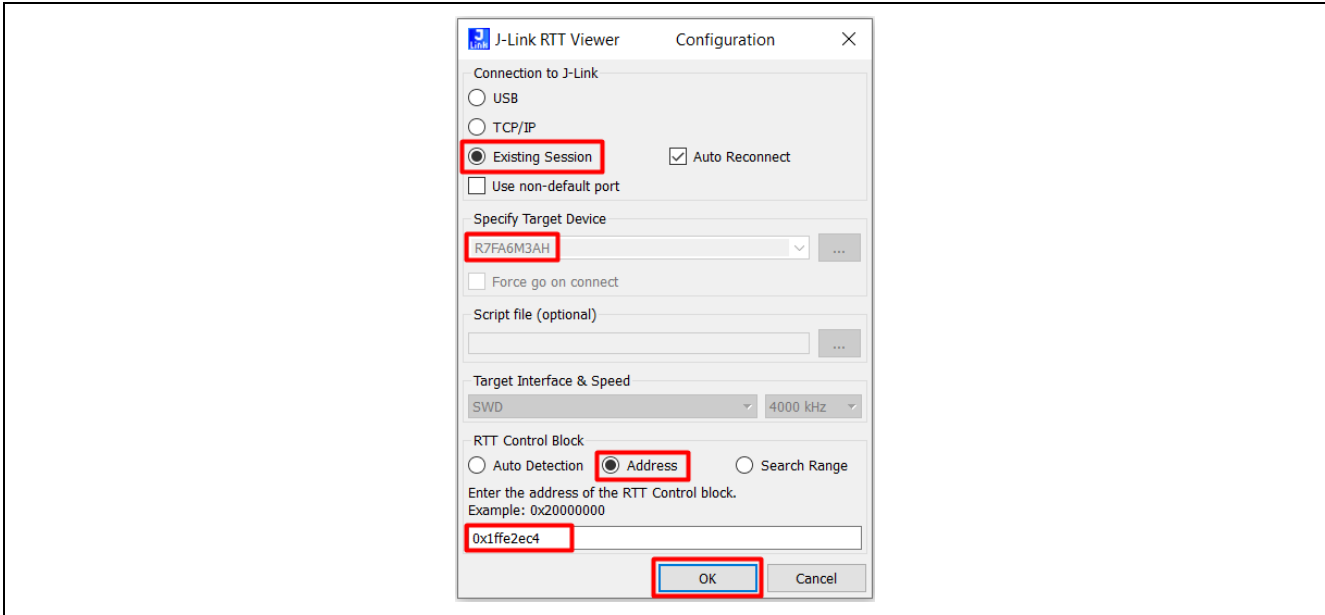 J-Link RTT Viewer Configuration
Connection to J-Link
USB
TCP/IP
Existing Session Auto Reconnect
Use non-default port
Specify Target Device
R7FA6M3AH ...
Force go on connect
Script file (optional)
...
Target Interface & Speed
SWD 4000 kHz
RTT Control Block
Auto Detection Address Search Range
Enter the address of the RTT Control block.
Example: 0x20000000
0x1ffe2ec4
OK Cancel